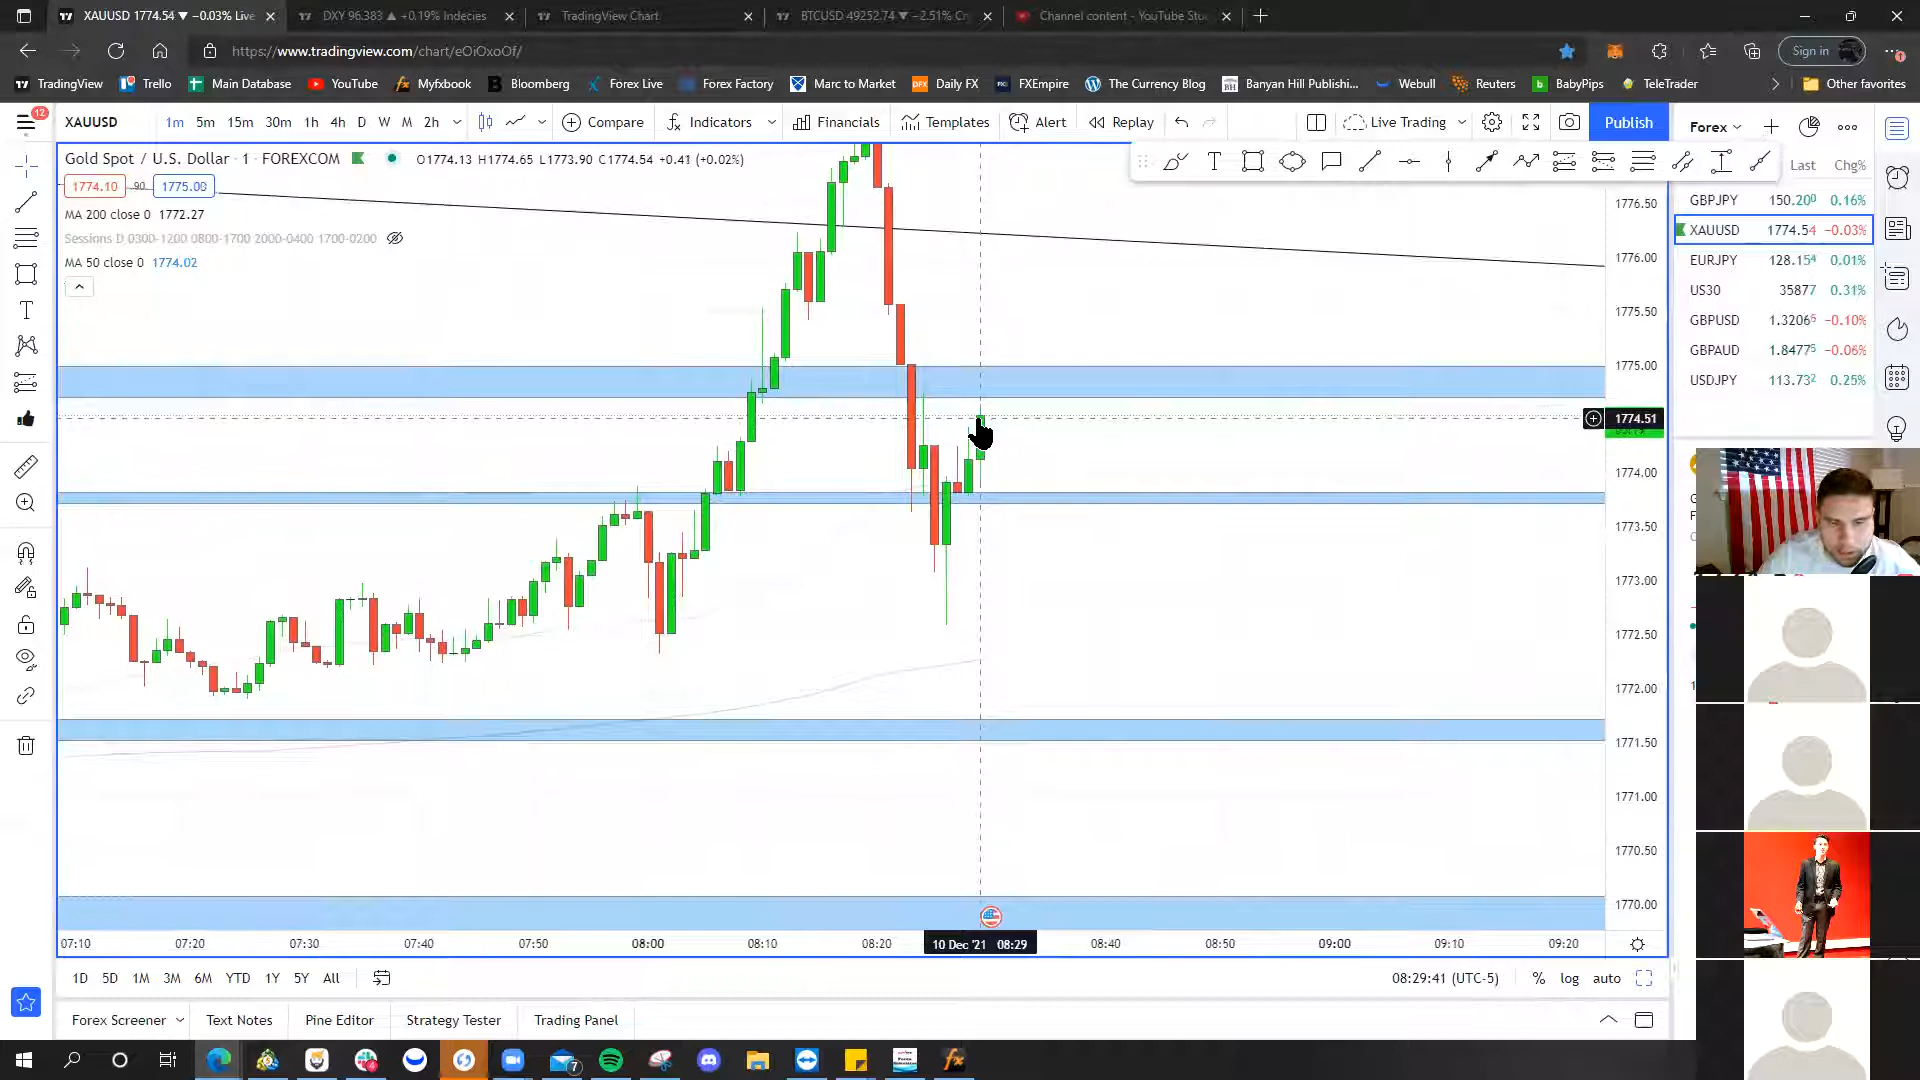 XAUUSD 1774.54 ▼ −0.03% Live
DXY 96.383 ▲ +0.19% Indecies
TradingView Chart
BTCUSD 49252.74 ▼ −2.51% Cr
Channel content - YouTube Stu
https://www.tradingview.com/chart/eOiOxoOf/
Sign in
TradingView
Trello
Main Database
YouTube
Myfxbook
Bloomberg
Forex Live
Forex Factory
Marc to Market
Daily FX
FXEmpire
The Currency Blog
Banyan Hill Publishi...
Webull
Reuters
BabyPips
TeleTrader
Other favorites
12
XAUUSD
1m 5m 15m 30m 1h 4h D W M 2h
Compare
Indicators
Financials
Templates
Alert
Replay
Live Trading
Publish
Forex
Gold Spot / U.S. Dollar · 1 · FOREXCOM
O1774.13 H1774.65 L1773.90 C1774.54 +0.41 (+0.02%)
Last Chg%
1774.10 .90 1775.00
MA 200 close 0 1772.27
Sessions D 0300-1200 0800-1700 2000-0400 1700-0200
MA 50 close 0 1774.02
GBPJPY 150.200 0.16%
XAUUSD 1774.54 −0.03%
EURJPY 128.154 0.01%
US30 35877 0.31%
GBPUSD 1.32066 −0.10%
GBPAUD 1.84775 −0.06%
USDJPY 113.732 0.25%
1776.50
1776.00
1775.50
1775.00
1774.51
1774.00
1773.50
1773.00
1772.50
1772.00
1771.50
1771.00
1770.50
1770.00
07:10 07:20 07:30 07:40 07:50 08:00 08:10 08:20 10 Dec '21 08:29 08:40 08:50 09:00 09:10 09:20
1D 5D 1M 3M 6M YTD 1Y 5Y All
08:29:41 (UTC-5)
% log auto
Forex Screener
Text Notes
Pine Editor
Strategy Tester
Trading Panel
4
7